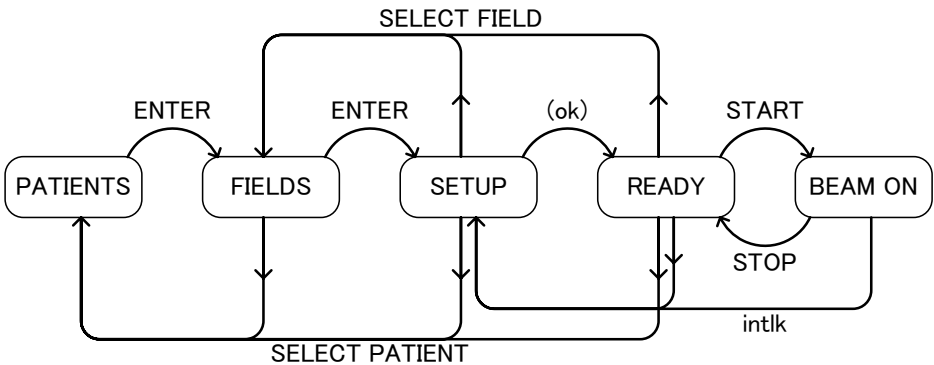 SELECT FIELD
ENTER
ENTER
(ok)
START
PATIENTS
FIELDS
SETUP
READY
BEAM ON
STOP
intlk
SELECT PATIENT